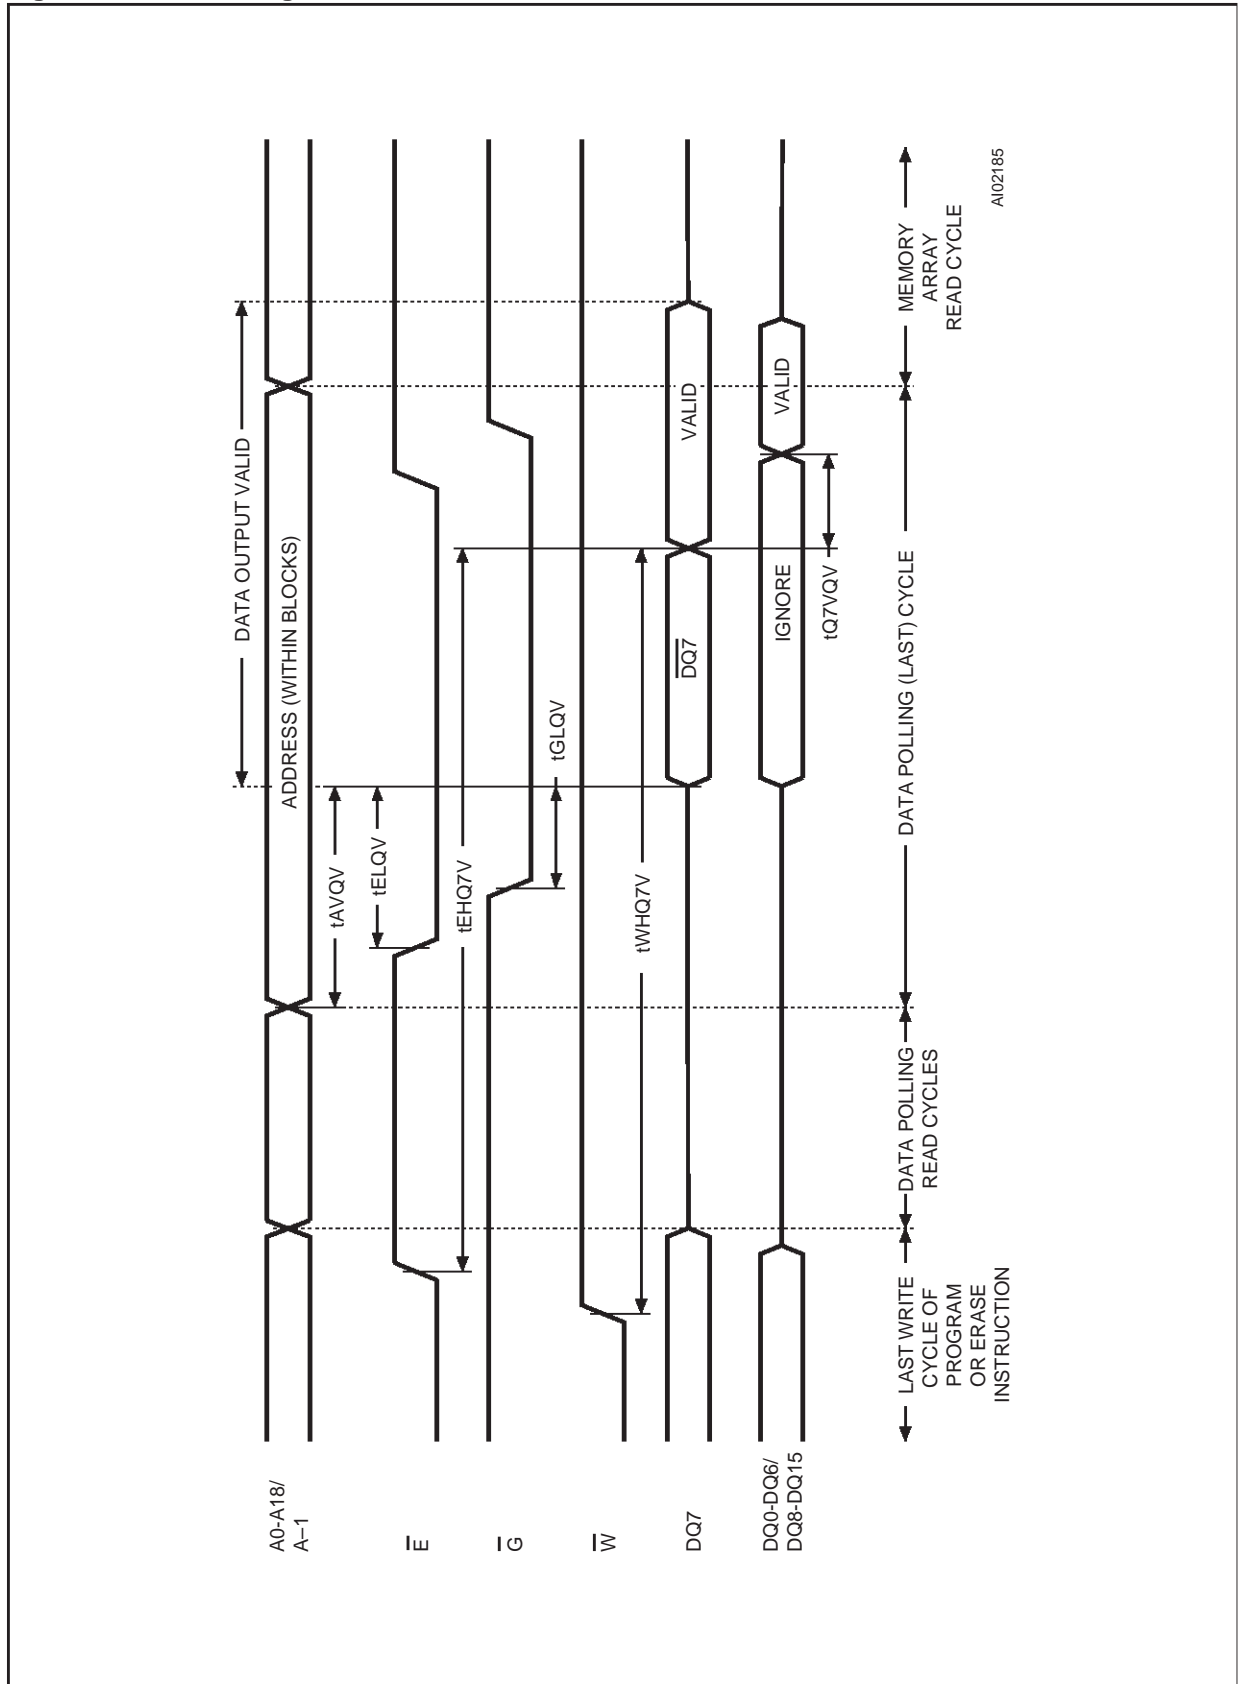 DATA OUTPUT VALID
A0-A18/
A–1
ADDRESS (WITHIN BLOCKS)
tAVQV
tELQV
E
tEHQ7V
G
tGLQV
W
tWHQ7V
DQ7
DQ7
VALID
DQ0-DQ6/
DQ8-DQ15
IGNORE
VALID
tQ7VQV
LAST WRITE
CYCLE OF
PROGRAM
OR ERASE
INSTRUCTION
DATA POLLING
READ CYCLES
DATA POLLING (LAST) CYCLE
MEMORY
ARRAY
READ CYCLE
AI02185